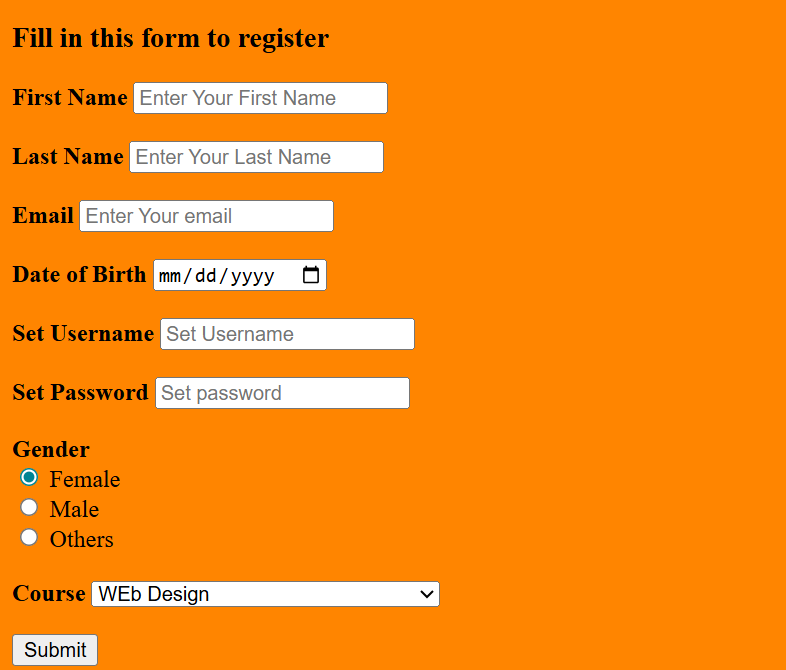 Fill in this form to register
First Name Enter Your First Name
Last Name Enter Your Last Name
Email Enter Your email
Date of Birth mm/dd/yyyy
Set Username Set Username
Set Password Set password
Gender
Female
Male
Others
Course WEb Design
Submit